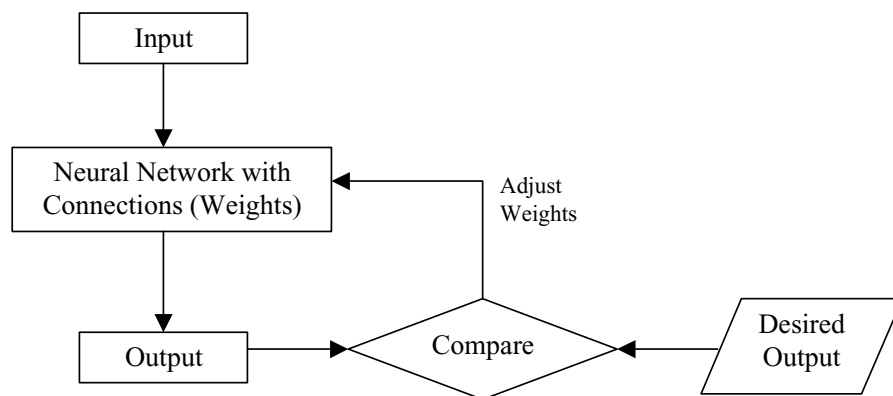 Input
Neural Network with
Connections (Weights)
Adjust
Weights
Output
Compare
Desired
Output